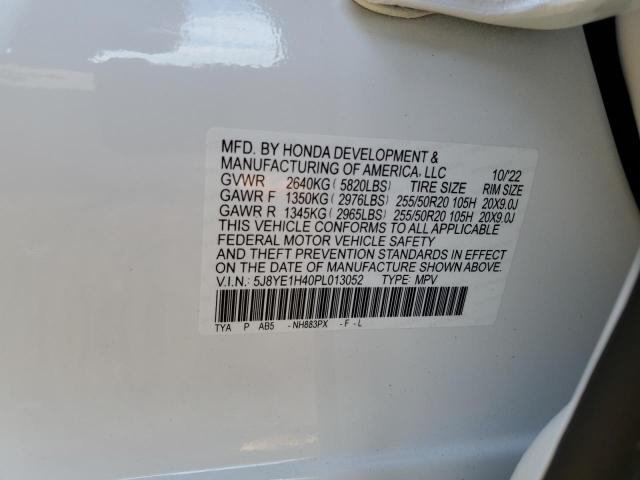 MFD. BY HONDA DEVELOPMENT &
MANUFACTURING OF AMERICA, LLC 10/'22
GVWR 2640KG ( 5820LBS) TIRE SIZE RIM SIZE
GAWR F 1350KG ( 2976LBS) 255/50R20 105H 20X9.0J
GAWR R 1345KG ( 2965LBS) 255/50R20 105H 20X9.0J
THIS VEHICLE CONFORMS TO ALL APPLICABLE
FEDERAL MOTOR VEHICLE SAFETY
AND THEFT PREVENTION STANDARDS IN EFFECT
ON THE DATE OF MANUFACTURE SHOWN ABOVE.
V.I.N.: 5J8YE1H40PL013052 TYPE: MPV
TYA P AB5 -NH883PX -F -L